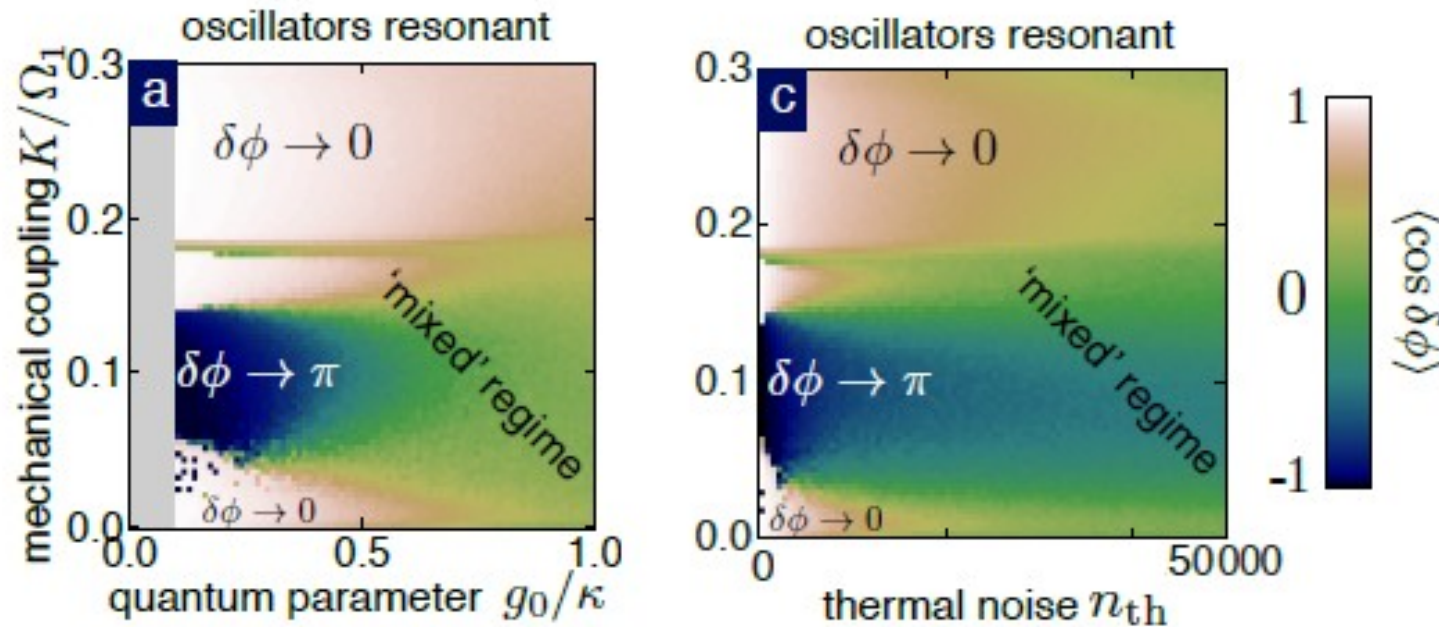 oscillators resonant
a
mechanical coupling K/Ω₁
0.3
0.2
0.1
0.0
δϕ → 0
δϕ → π
δϕ → 0
'mixed' regime
0.0
0.5
1.0
quantum parameter g₀/κ
oscillators resonant
c
0.3
0.2
0.1
0.0
δϕ → 0
δϕ → π
δϕ → 0
'mixed' regime
0
50000
thermal noise nₜₕ
1
0
-1
⟨cos δϕ⟩